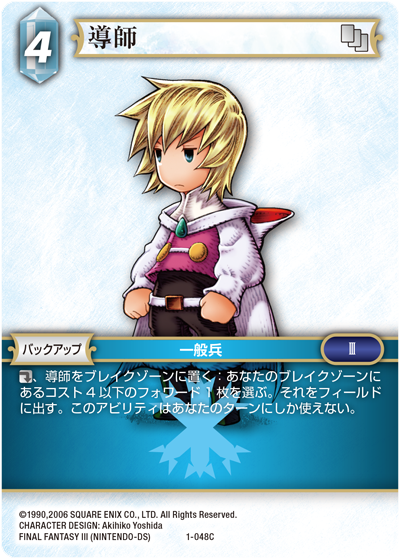 4
導師
バックアップ
一般兵
III
、導師をブレイクゾーンに置く:あなたのブレイクゾーンに
あるコスト4以下のフォワード1枚を選ぶ。それをフィールド
に出す。このアビリティはあなたのターンにしか使えない。
©1990,2006 SQUARE ENIX CO., LTD. All Rights Reserved.
CHARACTER DESIGN: Akihiko Yoshida
FINAL FANTASY III (NINTENDO-DS) 1-048C